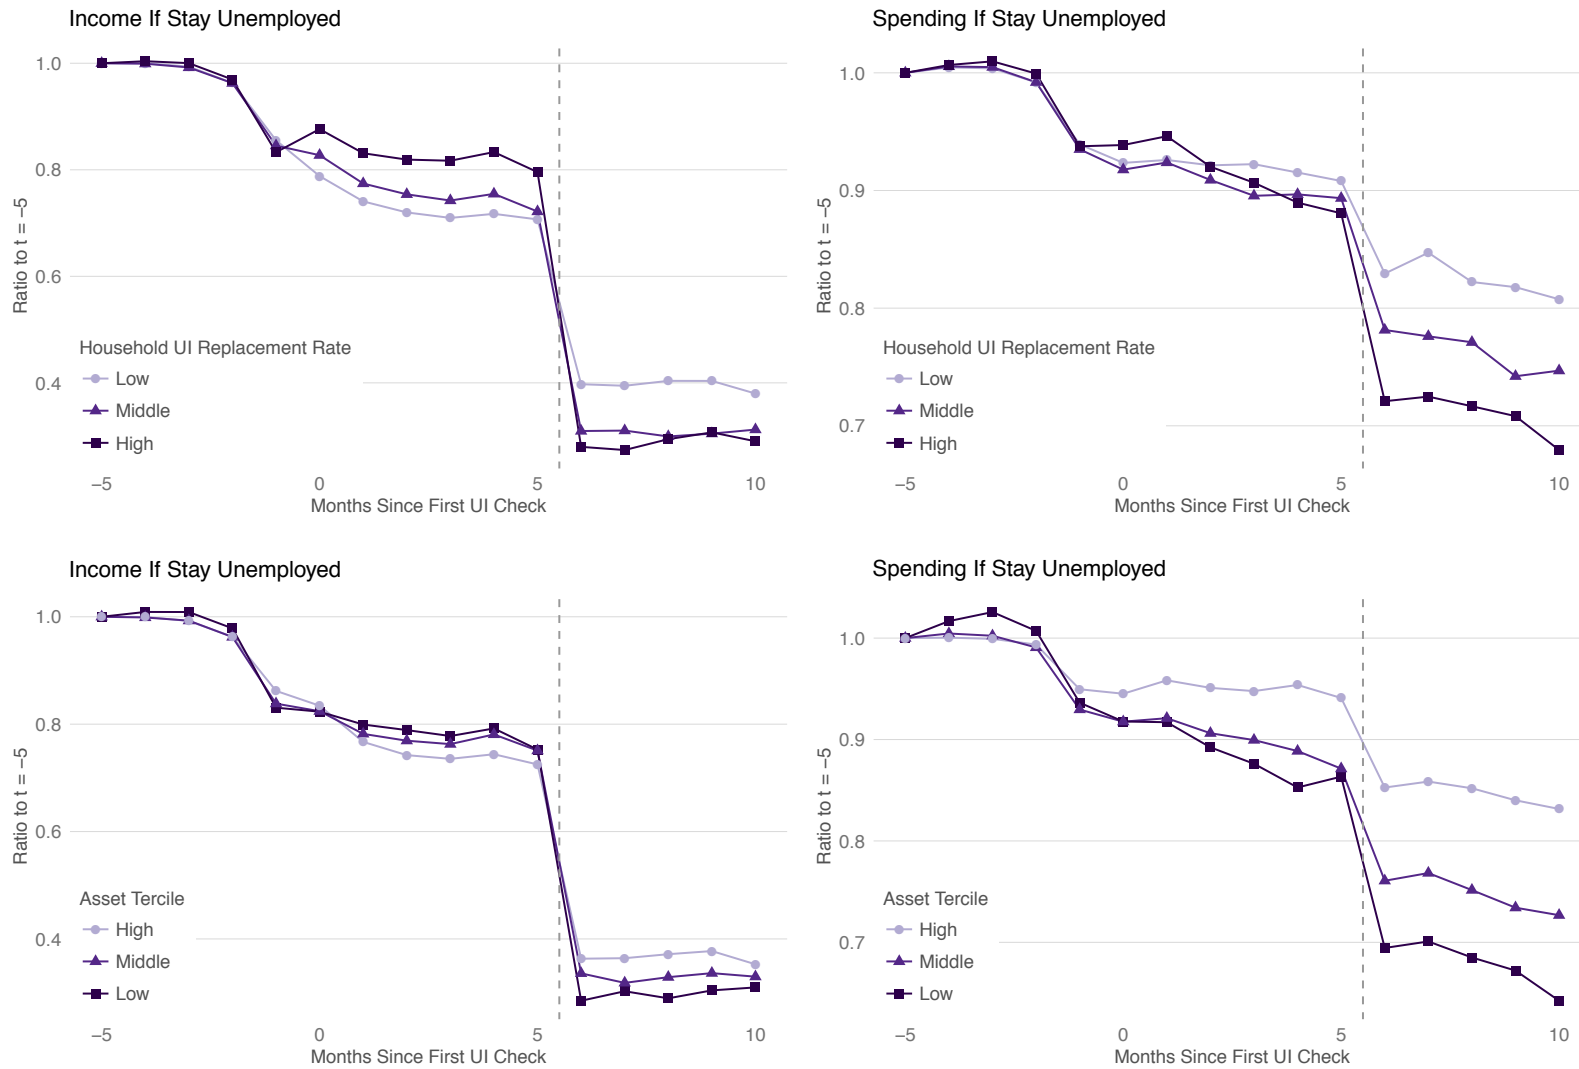 Income If Stay Unemployed
1.0
0.8
0.6
0.4
Ratio to t = −5
Household UI Replacement Rate
Low
Middle
High
−5 0 5 10
Months Since First UI Check
Spending If Stay Unemployed
1.0
0.9
0.8
0.7
Ratio to t = −5
Household UI Replacement Rate
Low
Middle
High
−5 0 5 10
Months Since First UI Check
Income If Stay Unemployed
1.0
0.8
0.6
0.4
Ratio to t = −5
Asset Tercile
High
Middle
Low
−5 0 5 10
Months Since First UI Check
Spending If Stay Unemployed
1.0
0.9
0.8
0.7
Ratio to t = −5
Asset Tercile
High
Middle
Low
−5 0 5 10
Months Since First UI Check